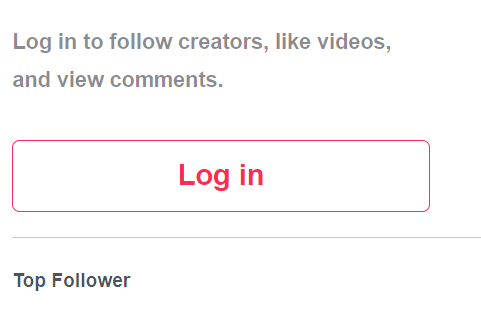 Log in to follow creators, like videos,
and view comments.
Log in
Top Follower